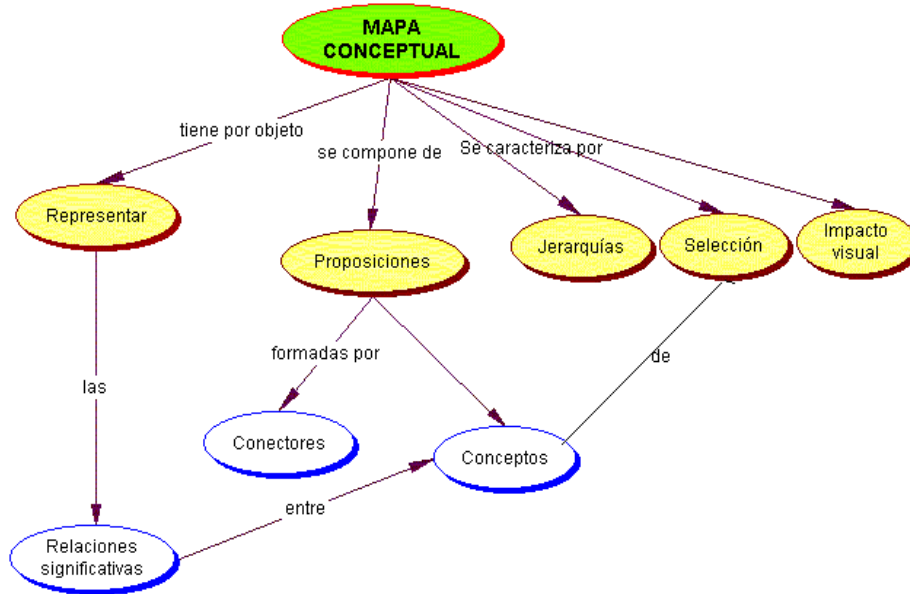 MAPA
CONCEPTUAL
tiene por objeto
se compone de
Se caracteriza por
Representar
Proposiciones
Jerarquías
Selección
Impacto
visual
formadas por
de
las
Conectores
Conceptos
entre
Relaciones
significativas